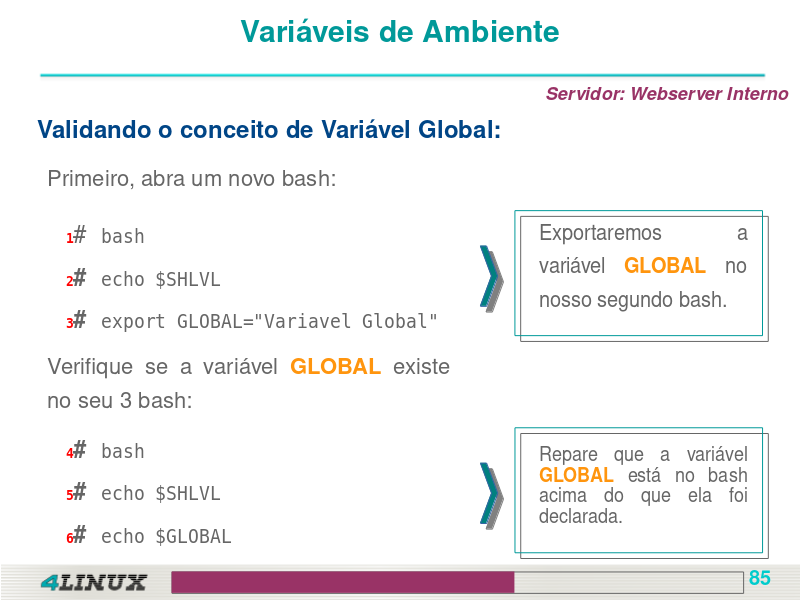 Variáveis de Ambiente
Servidor: Webserver Interno
Validando o conceito de Variável Global:
Primeiro, abra um novo bash:
1# bash
2# echo $SHLVL
3# export GLOBAL="Variavel Global"
Exportaremos a
variável GLOBAL no
nosso segundo bash.
Verifique se a variável GLOBAL existe
no seu 3 bash:
4# bash
5# echo $SHLVL
6# echo $GLOBAL
Repare que a variável
GLOBAL está no bash
acima do que ela foi
declarada.
4LINUX
85